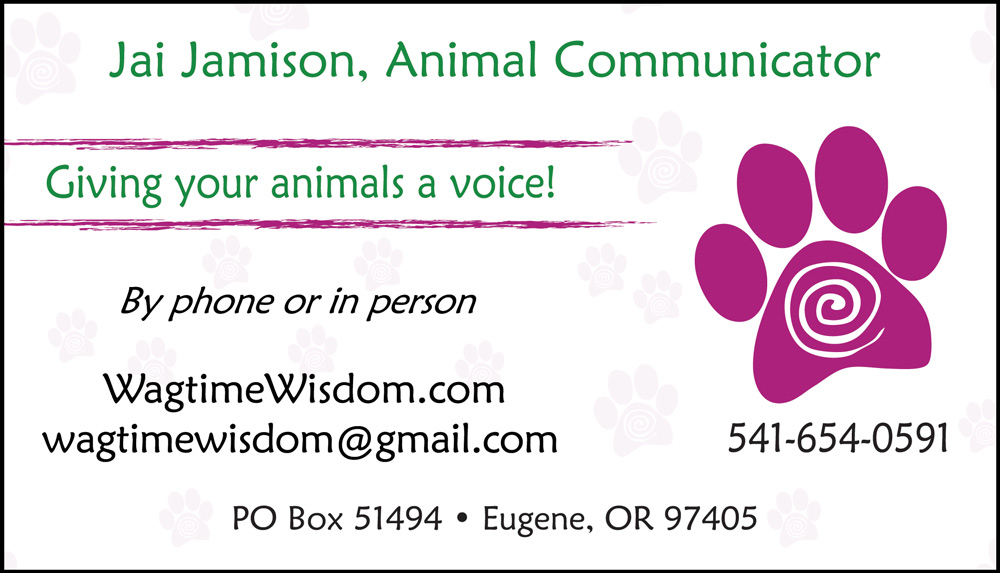 Jai Jamison, Animal Communicator
Giving your animals a voice!
By phone or in person
WagtimeWisdom.com
wagtimewisdom@gmail.com
541-654-0591
PO Box 51494 • Eugene, OR 97405